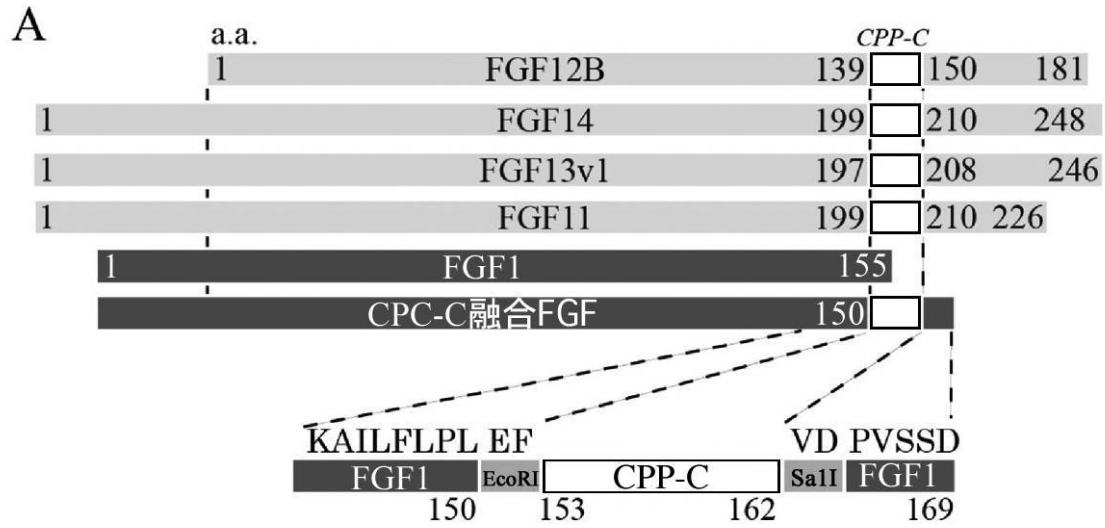 A
a.a. CPP-C
1 FGF12B 139 150 181
1 FGF14 199 210 248
1 FGF13v1 197 208 246
1 FGF11 199 210 226
1 FGF1 155
CPC-C融合FGF 150
KAILFLPL EF VD PVSSD
FGF1 EcoRI CPP-C Sa1I FGF1
150 153 162 169